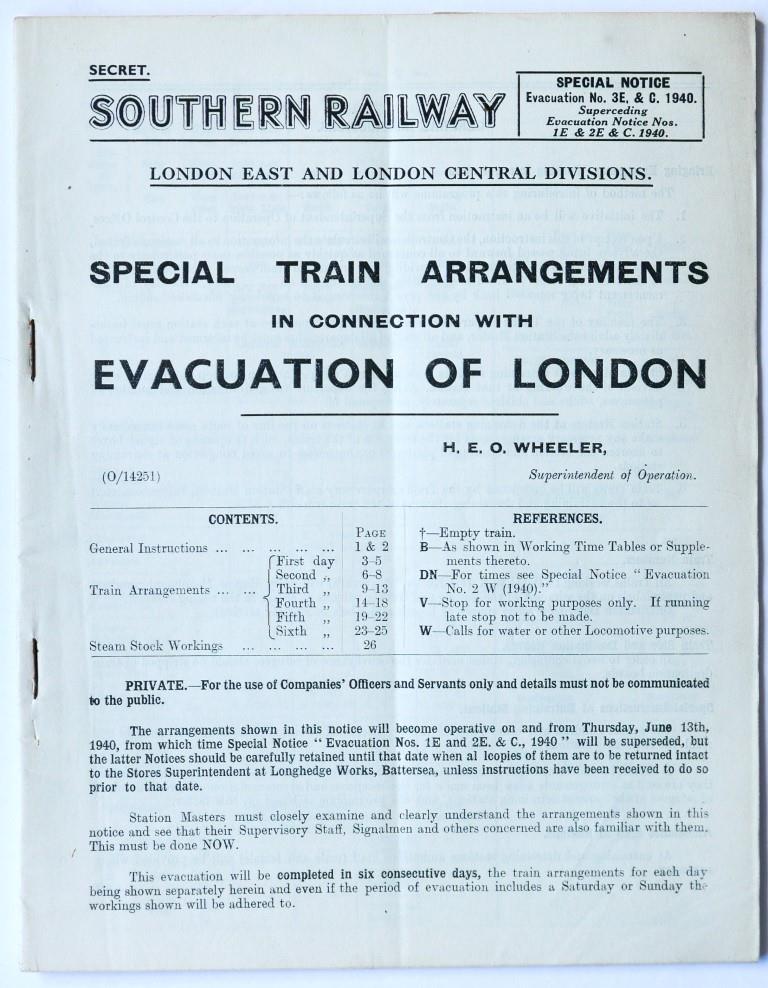 SECRET.
SOUTHERN RAILWAY
SPECIAL NOTICE
Evacuation No. 3E, & C. 1940.
Superceding
Evacuation Notice Nos.
1E & 2E & C. 1940.
LONDON EAST AND LONDON CENTRAL DIVISIONS.
SPECIAL TRAIN ARRANGEMENTS
IN CONNECTION WITH
EVACUATION OF LONDON
H. E. O. WHEELER,
(O/14251) Superintendent of Operation.
CONTENTS.
PAGE
General Instructions ... ... ... ... ... 1 & 2
First day 3–5
Second „ 6–8
Train Arrangements ... ... Third „ 9–13
Fourth „ 14–18
Fifth „ 19–22
Sixth „ 23–25
Steam Stock Workings ... ... ... ... 26
REFERENCES.
†—Empty train.
B—As shown in Working Time Tables or Supple-
ments thereto.
DN—For times see Special Notice “ Evacuation
No. 2 W (1940).”
V—Stop for working purposes only. If running
late stop not to be made.
W—Calls for water or other Locomotive purposes.
PRIVATE.—For the use of Companies’ Officers and Servants only and details must not be communicated
to the public.
The arrangements shown in this notice will become operative on and from Thursday, June 13th,
1940, from which time Special Notice “ Evacuation Nos. 1E and 2E. & C., 1940 ” will be superseded, but
the latter Notices should be carefully retained until that date when al lcopies of them are to be returned intact
to the Stores Superintendent at Longhedge Works, Battersea, unless instructions have been received to do so
prior to that date.
Station Masters must closely examine and clearly understand the arrangements shown in this
notice and see that their Supervisory Staff, Signalmen and others concerned are also familiar with them.
This must be done NOW.
This evacuation will be completed in six consecutive days, the train arrangements for each day
being shown separately herein and even if the period of evacuation includes a Saturday or Sunday the
workings shown will be adhered to.